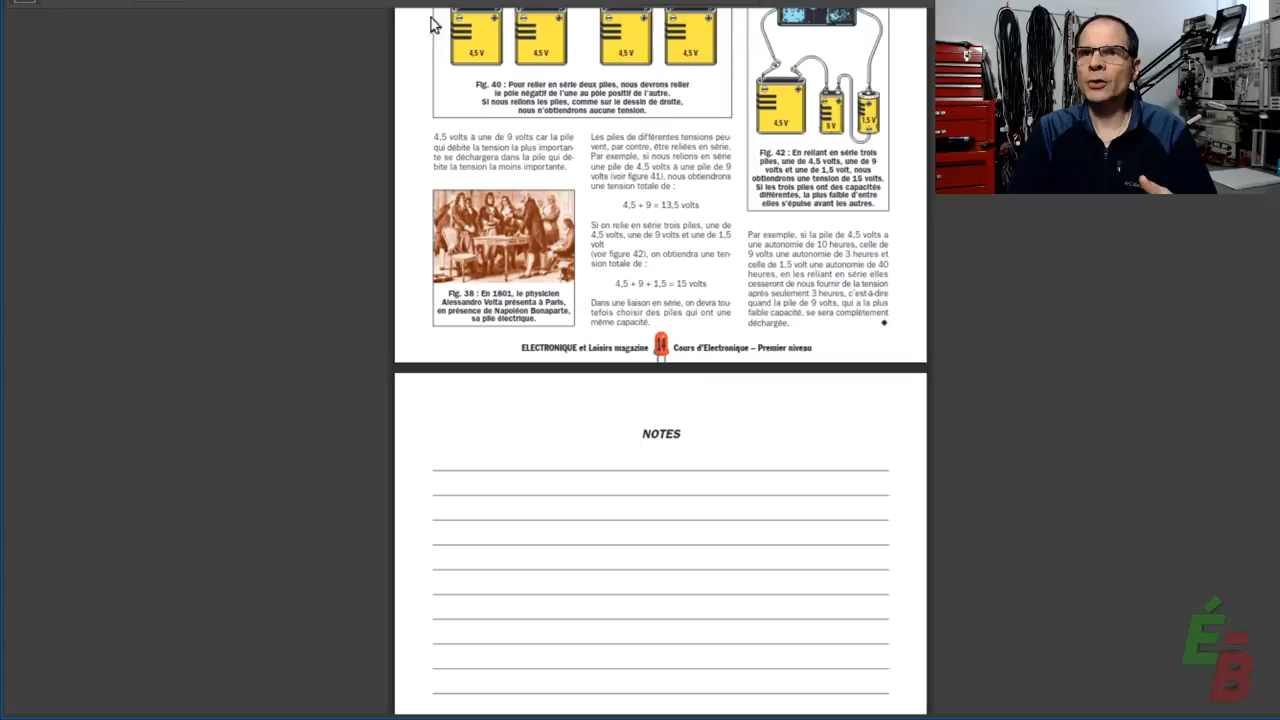 4,5 V
4,5 V
4,5 V
4,5 V
Fig. 40 : Pour relier en série deux piles, nous devrons relier
le pôle négatif de l'une au pôle positif de l'autre.
Si nous relions les piles, comme sur le dessin de droite,
nous n'obtiendrons aucune tension.
4,5 volts à une de 9 volts car la pile
qui débite la tension la plus importan-
te se déchargera dans la pile qui dé-
bite la tension la moins importante.
Fig. 38 : En 1801, le physicien
Alessandro Volta présenta à Paris,
en présence de Napoléon Bonaparte,
sa pile électrique.
Les piles de différentes tensions peu-
vent, par contre, être reliées en série.
Par exemple, si nous relions en série
une pile de 4,5 volts à une pile de 9
volts (voir figure 41), nous obtiendrons
une tension totale de :
4,5 + 9 = 13,5 volts
Si on relie en série trois piles, une de
4,5 volts, une de 9 volts et une de 1,5
volt
(voir figure 42), on obtiendra une ten-
sion totale de :
4,5 + 9 + 1,5 = 15 volts
Dans une liaison en série, on devra tou-
tefois choisir des piles qui ont une
même capacité.
4,5 V
9 V
1,5 V
Fig. 42 : En reliant en série trois
piles, une de 4,5 volts, une de 9
volts et une de 1,5 volt, nous
obtiendrons une tension de 15 volts.
Si les trois piles ont des capacités
différentes, la plus faible d'entre
elles s'épuise avant les autres.
Par exemple, si la pile de 4,5 volts a
une autonomie de 10 heures, celle de
9 volts une autonomie de 3 heures et
celle de 1,5 volt une autonomie de 40
heures, en les reliant en série elles
cesseront de nous fournir de la tension
après seulement 3 heures, c'est-à-dire
quand la pile de 9 volts, qui a la plus
faible capacité, se sera complètement
déchargée.
ELECTRONIQUE et Loisirs magazine 14 Cours d'Electronique – Premier niveau
NOTES
É-B